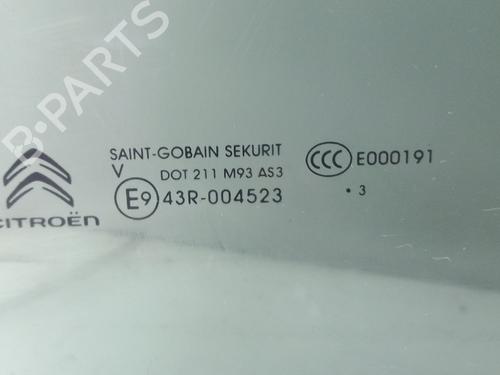 B-PARTS
SAINT-GOBAIN SEKURIT
V
DOT 211 M93 AS3
E9 43R-004523
CCC E000191
• 3
CITROËN